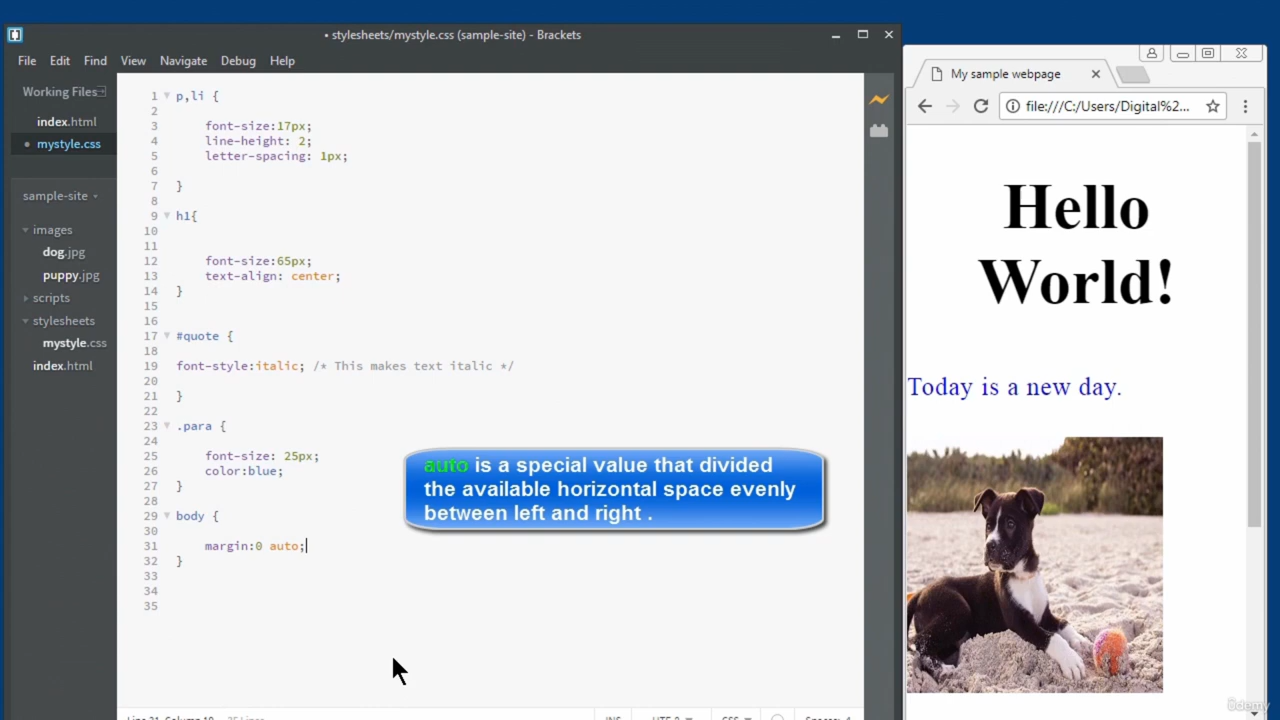 • stylesheets/mystyle.css (sample-site) - Brackets
File Edit Find View Navigate Debug Help
Working Files
index.html
mystyle.css
sample-site
images
dog.jpg
puppy.jpg
scripts
stylesheets
mystyle.css
index.html
1 p,li {
2
3 font-size:17px;
4 line-height: 2;
5 letter-spacing: 1px;
6
7 }
8
9 h1{
10
11
12 font-size:65px;
13 text-align: center;
14 }
15
16
17 #quote {
18
19 font-style:italic; /* This makes text italic */
20
21 }
22
23 .para {
24
25 font-size: 25px;
26 color:blue;
27 }
28
29 body {
30
31 margin:0 auto;
32 }
33
34
35
auto is a special value that divided
the available horizontal space evenly
between left and right .
My sample webpage
file:///C:/Users/Digital%2...
Hello
World!
Today is a new day.
ûdemy